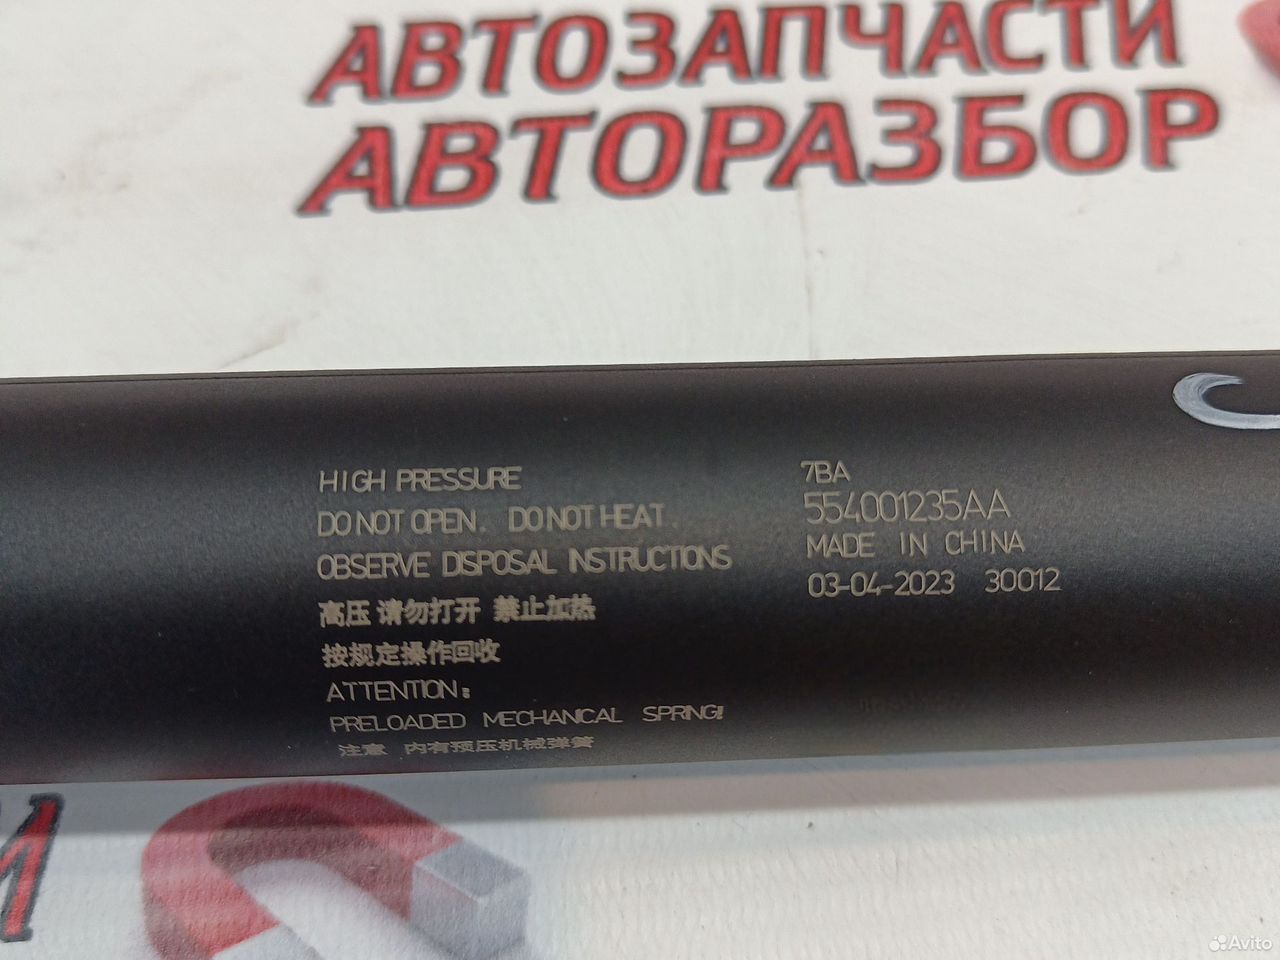 АВТОЗАПЧАСТИ
АВТОРАЗБОР
HIGH PRESSURE
DO NOT OPEN. DO NOT HEAT.
OBSERVE DISPOSAL INSTRUCTIONS
高压 请勿打开 禁止加热
按规定操作回收
ATTENTION:
PRELOADED MECHANICAL SPRING!
注意 内有预压机械弹簧
7BA
554001235AA
MADE IN CHINA
03-04-2023 30012
Avito